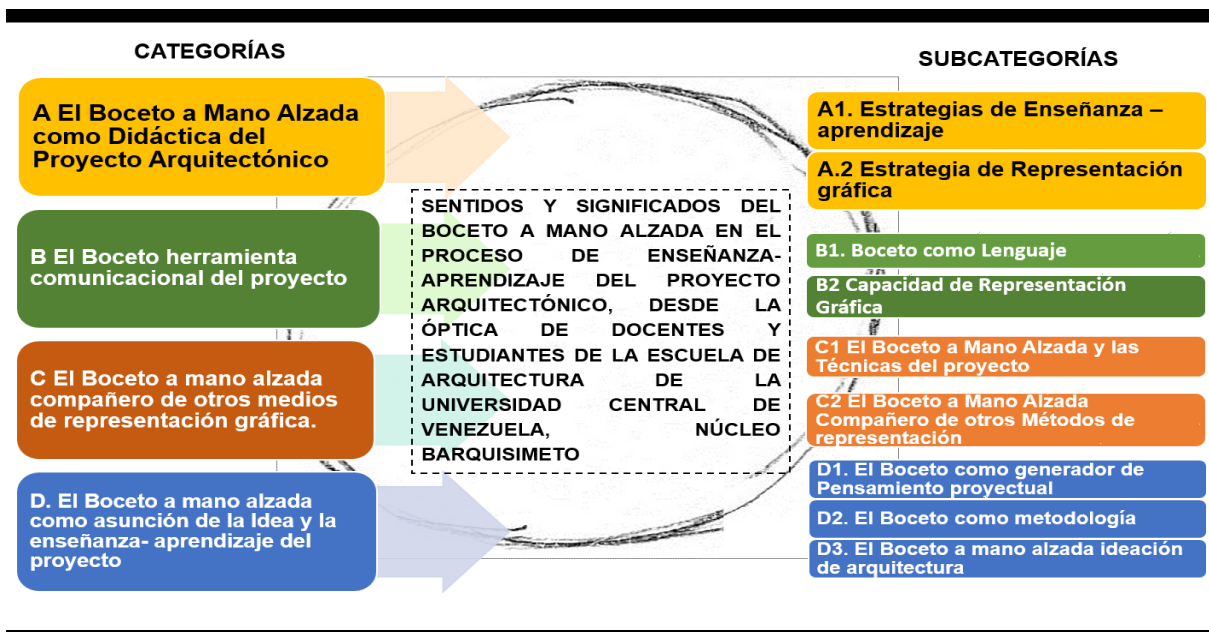 CATEGORÍAS
A El Boceto a Mano Alzada
como Didáctica del
Proyecto Arquitectónico
B El Boceto herramienta
comunicacional del proyecto
C El Boceto a mano alzada
compañero de otros medios
de representación gráfica.
D. El Boceto a mano alzada
como asunción de la Idea y la
enseñanza- aprendizaje del
proyecto
SENTIDOS Y SIGNIFICADOS DEL
BOCETO A MANO ALZADA EN EL
PROCESO DE ENSEÑANZA-
APRENDIZAJE DEL PROYECTO
ARQUITECTÓNICO, DESDE LA
ÓPTICA DE DOCENTES Y
ESTUDIANTES DE LA ESCUELA DE
ARQUITECTURA DE LA
UNIVERSIDAD CENTRAL DE
VENEZUELA, NÚCLEO
BARQUISIMETO
SUBCATEGORÍAS
A1. Estrategias de Enseñanza –
aprendizaje
A.2 Estrategia de Representación
gráfica
B1. Boceto como Lenguaje
B2 Capacidad de Representación
Gráfica
C1 El Boceto a Mano Alzada y las
Técnicas del proyecto
C2 El Boceto a Mano Alzada
Compañero de otros Métodos de
representación
D1. El Boceto como generador de
Pensamiento proyectual
D2. El Boceto como metodología
D3. El Boceto a mano alzada ideación
de arquitectura